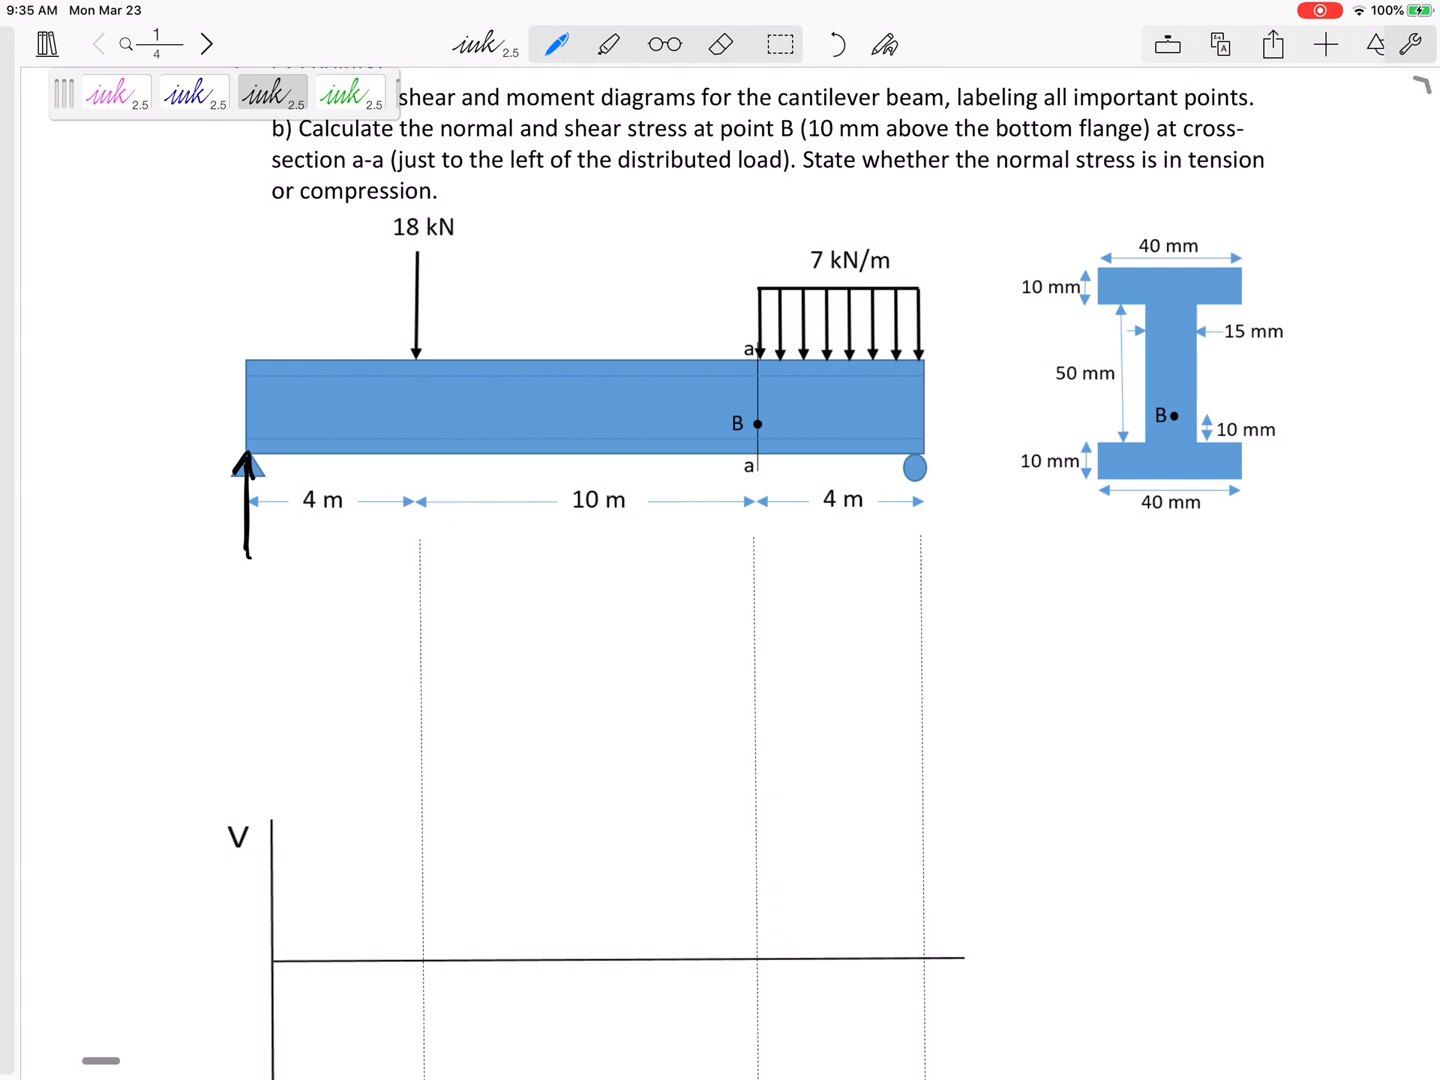 9:35 AM Mon Mar 23
100%
1
4
ink 2.5
ink 2.5
ink 2.5
ink 2.5
ink 2.5
shear and moment diagrams for the cantilever beam, labeling all important points.
b) Calculate the normal and shear stress at point B (10 mm above the bottom flange) at cross-
section a-a (just to the left of the distributed load). State whether the normal stress is in tension
or compression.
18 kN
7 kN/m
40 mm
10 mm
15 mm
a
50 mm
B
B
10 mm
a
10 mm
4 m
10 m
4 m
40 mm
V